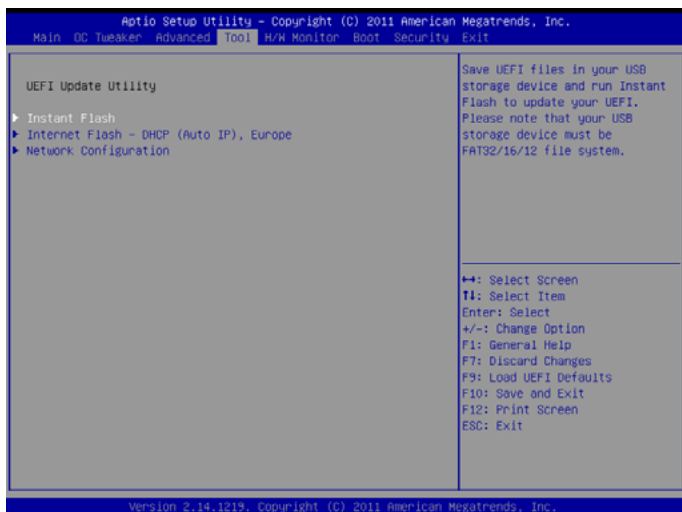 Aptio Setup Utility – Copyright (C) 2011 American Megatrends, Inc.
Main OC Tweaker Advanced Tool H/W Monitor Boot Security Exit
UEFI Update Utility
Instant Flash
Internet Flash - DHCP (Auto IP), Europe
Network Configuration
Save UEFI files in your USB
storage device and run Instant
Flash to update your UEFI.
Please note that your USB
storage device must be
FAT32/16/12 file system.
↔: Select Screen
↑↓: Select Item
Enter: Select
+/-: Change Option
F1: General Help
F7: Discard Changes
F9: Load UEFI Defaults
F10: Save and Exit
F12: Print Screen
ESC: Exit
Version 2.14.1219. Copyright (C) 2011 American Megatrends, Inc.